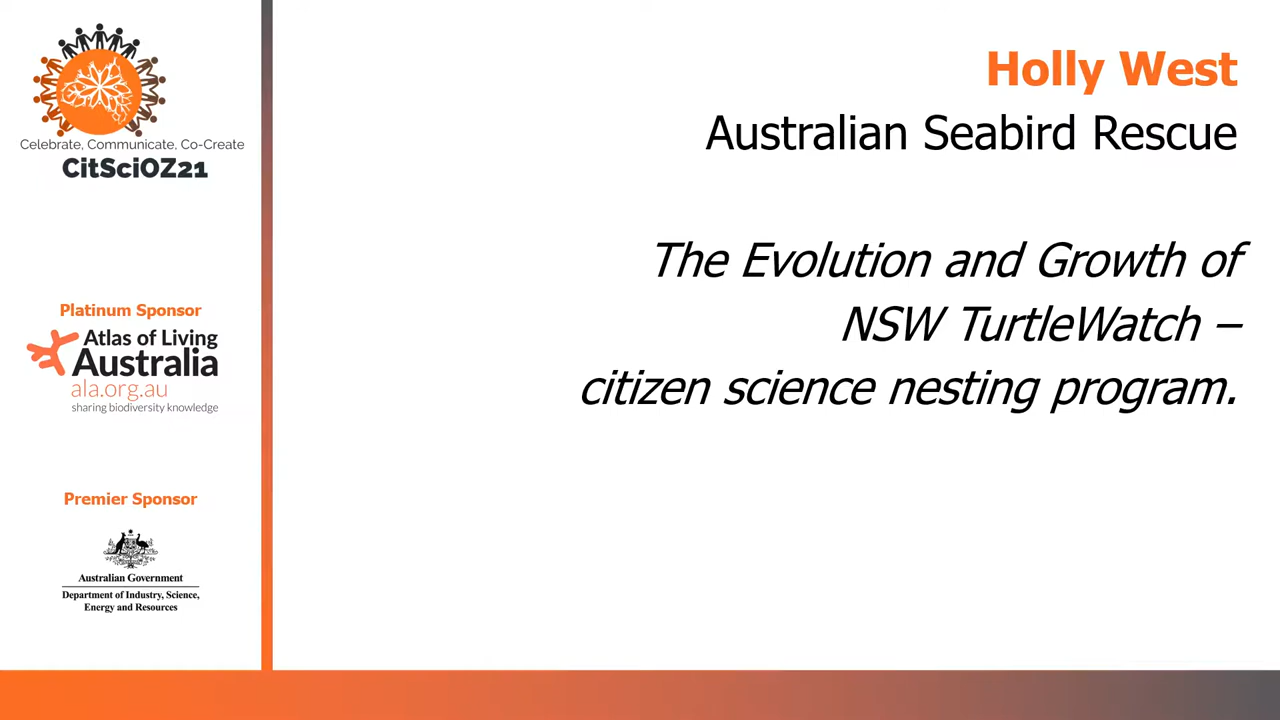 Celebrate, Communicate, Co-Create
CitSciOZ21
Platinum Sponsor
Atlas of Living
Australia
ala.org.au
sharing biodiversity knowledge
Premier Sponsor
Australian Government
Department of Industry, Science,
Energy and Resources
Holly West
Australian Seabird Rescue
The Evolution and Growth of
NSW TurtleWatch –
citizen science nesting program.